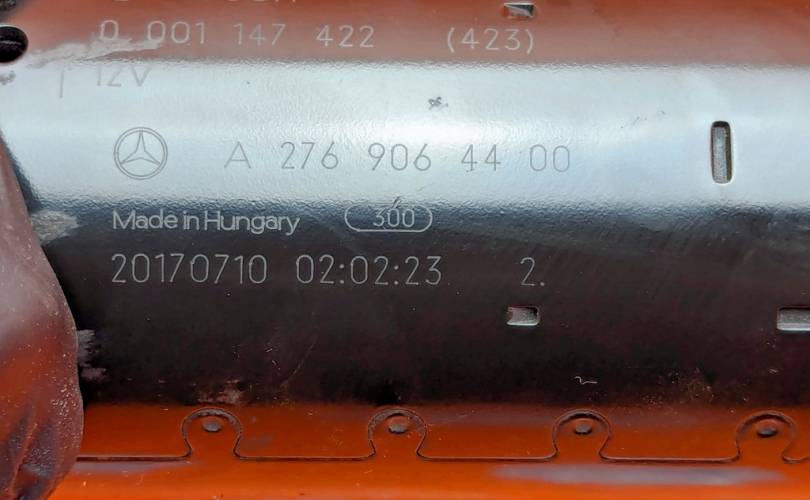 0 001 147 422 (423)
12V
A 276 906 44 00
Made in Hungary 300
20170710 02:02:23 2.